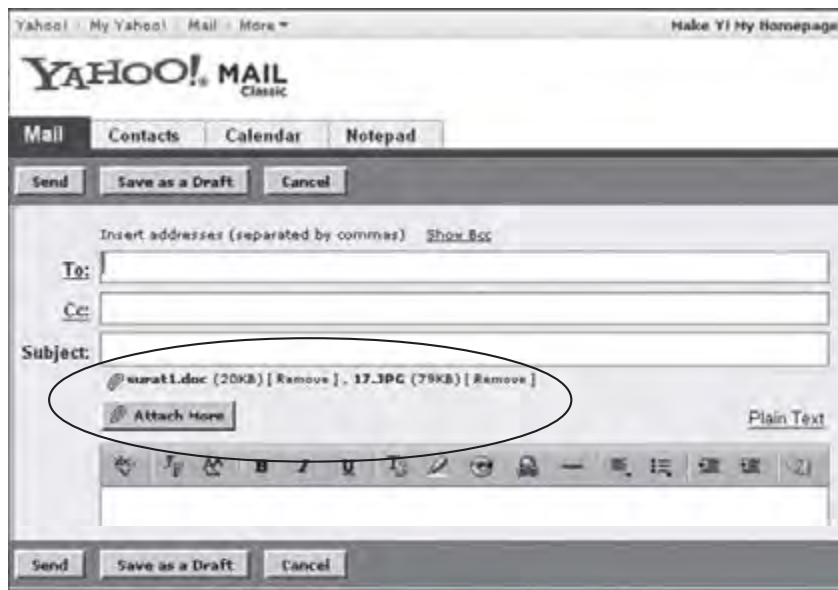 Yahoo! My Yahoo! Mail More Make Y! My Homepage
YAHOO! MAIL
Classic
Mail Contacts Calendar Notepad
Send Save as a Draft Cancel
Insert addresses (separated by commas) Show Bcc
To:
Cc:
Subject:
surat1.doc (20KB) [ Remove ] , 17.JPG (79KB) [ Remove ]
Attach More
Plain Text
B I U
Send Save as a Draft Cancel